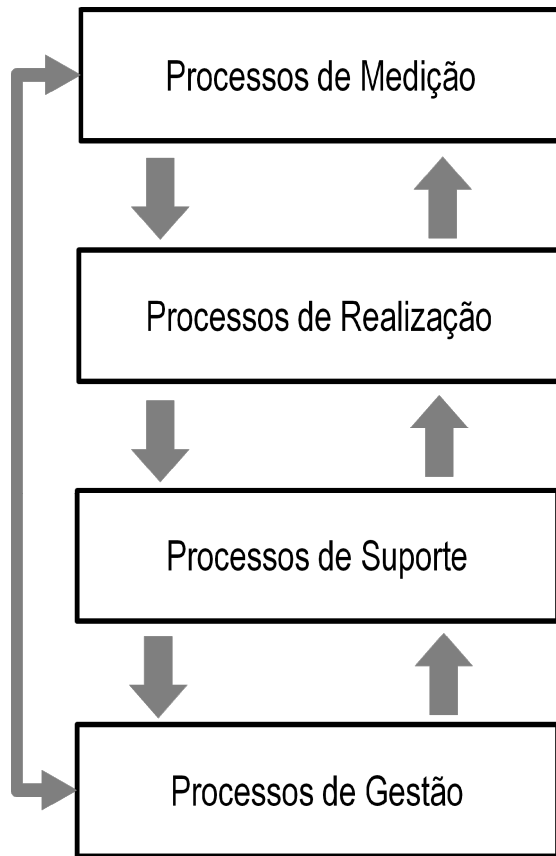 Processos de Medição
Processos de Realização
Processos de Suporte
Processos de Gestão